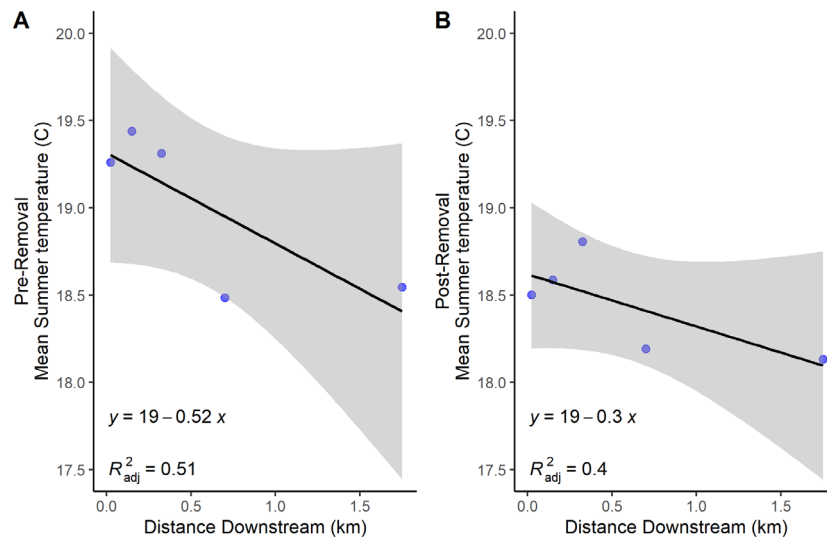 A
Pre-Removal
Mean Summer temperature (C)
20.0
19.5
19.0
18.5
18.0
17.5
y = 19 – 0.52 x
R²adj = 0.51
0.0 0.5 1.0 1.5
Distance Downstream (km)
B
Post-Removal
Mean Summer temperature (C)
20.0
19.5
19.0
18.5
18.0
17.5
y = 19 – 0.3 x
R²adj = 0.4
0.0 0.5 1.0 1.5
Distance Downstream (km)